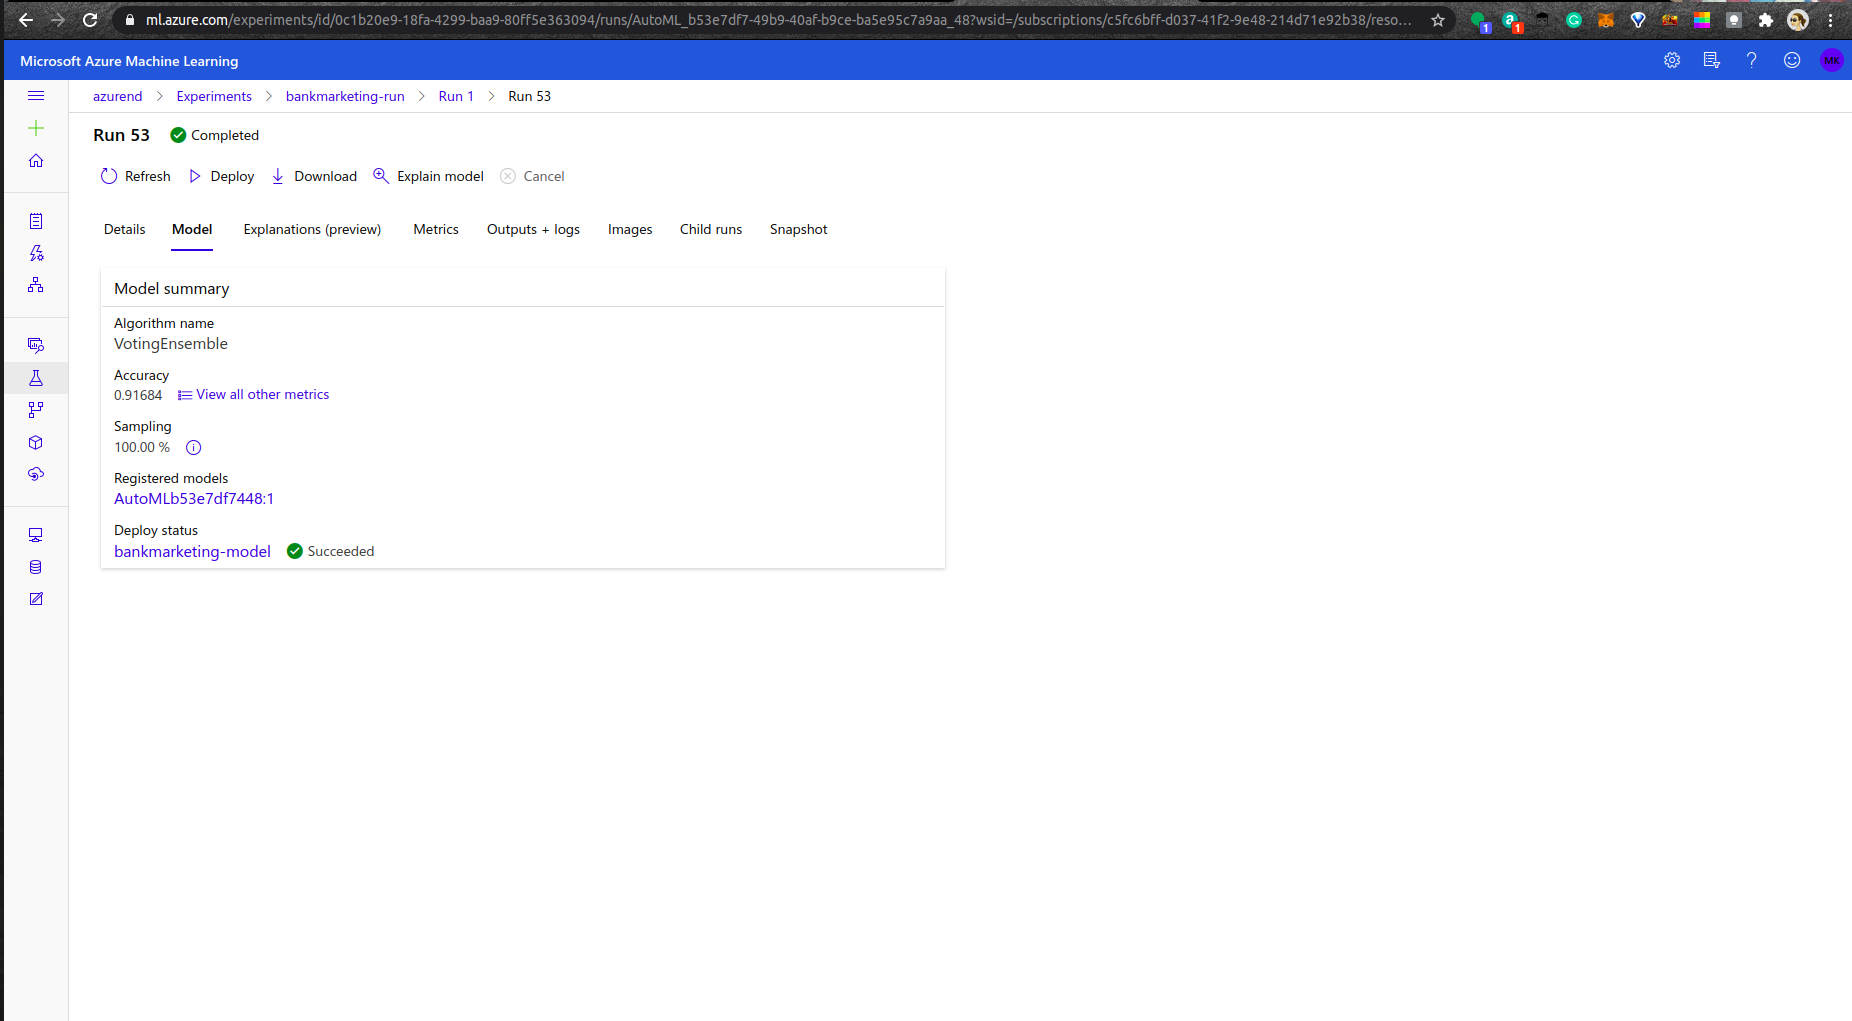 ml.azure.com/experiments/id/0c1b20e9-18fa-4299-baa9-80ff5e363094/runs/AutoML_b53e7df7-49b9-40af-b9ce-ba5e95c7a9aa_48?wsid=/subscriptions/c5fc6bff-d037-41f2-9e48-214d71e92b38/reso...
1
1
Microsoft Azure Machine Learning
MK
azurend > Experiments > bankmarketing-run > Run 1 > Run 53
Run 53 Completed
Refresh Deploy Download Explain model Cancel
Details Model Explanations (preview) Metrics Outputs + logs Images Child runs Snapshot
Model summary
Algorithm name
VotingEnsemble
Accuracy
0.91684 View all other metrics
Sampling
100.00 %
Registered models
AutoMLb53e7df7448:1
Deploy status
bankmarketing-model Succeeded